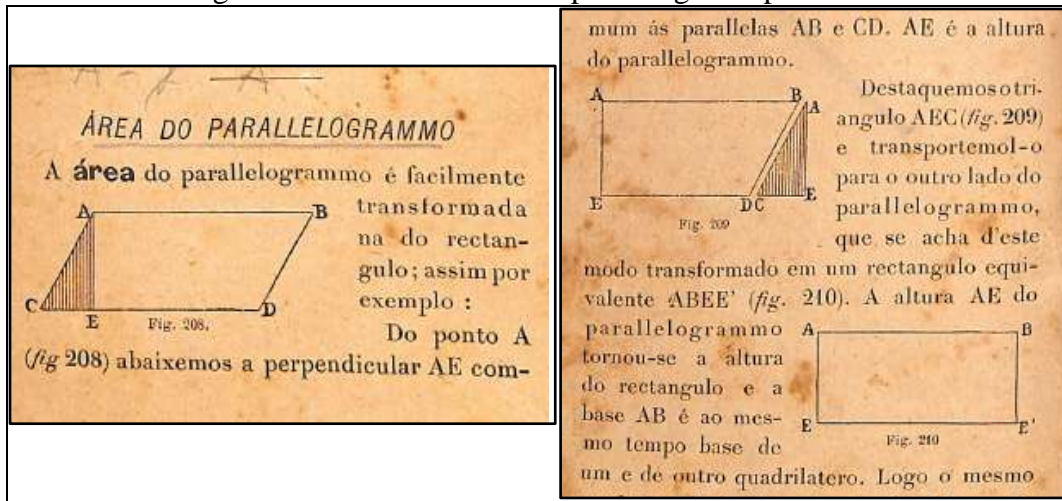 ÁREA DO PARALLELOGRAMMO
A área do parallelogrammo é facilmente
transformada
na do rectan-
gulo; assim por
exemplo :
Do ponto A
(fig 208) abaixemos a perpendicular AE com-
A
B
C
E
D
Fig. 208.
mum ás parallelas AB e CD. AE é a altura
do parallelogrammo.
Destaquemos o tri-
angulo AEC (fig. 209)
e transportemol-o
para o outro lado do
parallelogrammo,
que se acha d'este
modo transformado em um rectangulo equi-
valente ABEE' (fig. 210). A altura AE do
parallelogrammo
tornou-se a altura
do rectangulo e a
base AB é ao mes-
mo tempo base de
um e de outro quadrilatero. Logo o mesmo
A
B
A
E
D C
E
Fig. 209
A
B
E
E'
Fig. 210